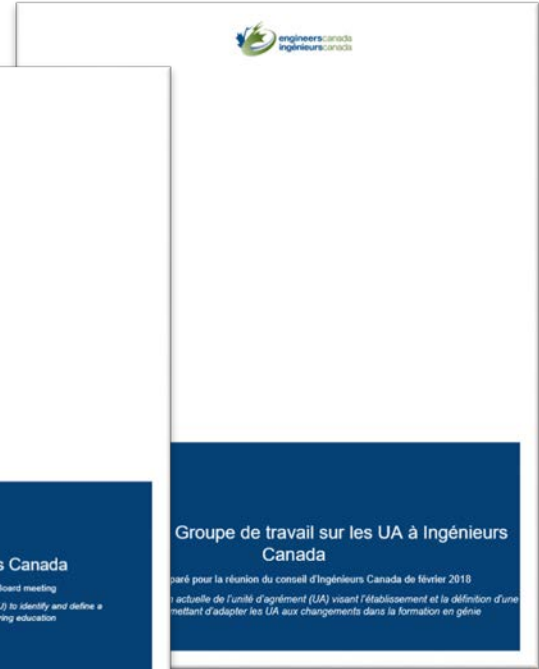 engineerscanada
ingénieurscanada
Groupe de travail sur les UA à Ingénieurs
Canada
paré pour la réunion du conseil d'Ingénieurs Canada de février 2018
actuelle de l'unité d'agrément (UA) visant l'établissement et la définition d'une
mettant d'adapter les UA aux changements dans la formation en génie
s Canada
Board meeting
U) to identify and define a
ring education